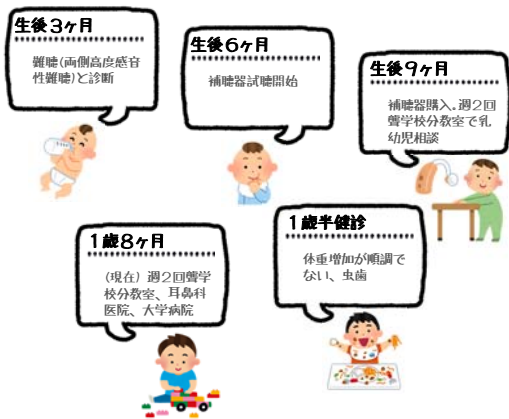 生後3ヶ月
難聴(両側高度感音
性難聴)と診断
生後6ヶ月
補聴器試聴開始
生後9ヶ月
補聴器購入。週2回
聾学校分教室で乳
幼児相談
1歳半健診
体重増加が順調で
ない、虫歯
1歳8ヶ月
(現在) 週2回聾学
校分教室、耳鼻科
医院、大学病院